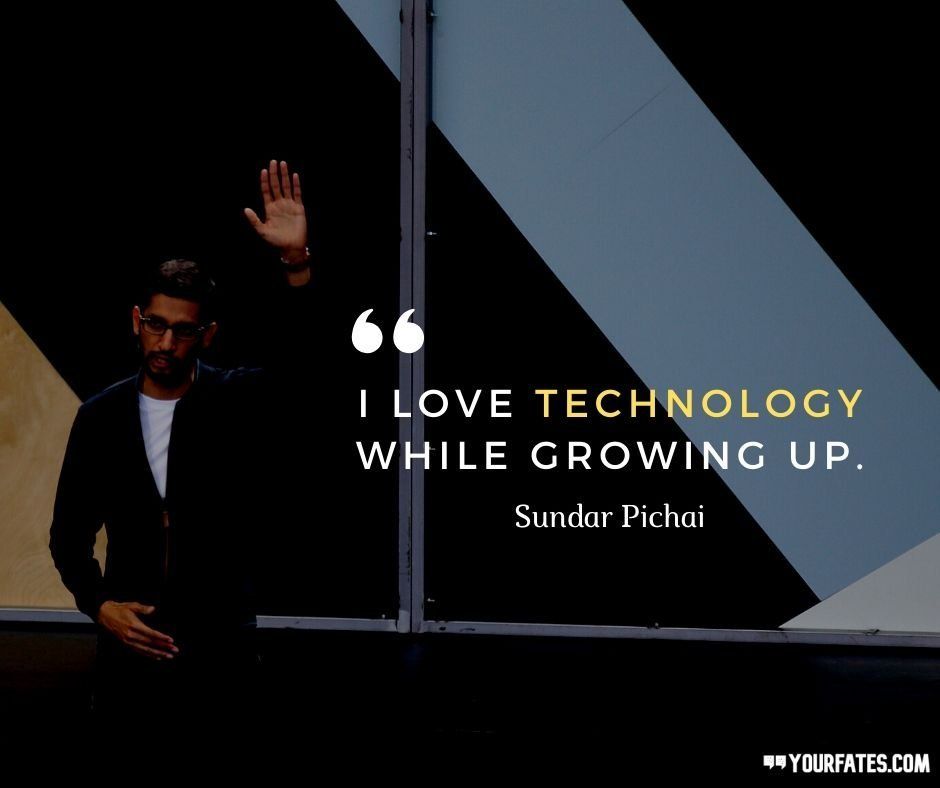 “
I LOVE TECHNOLOGY
WHILE GROWING UP.
Sundar Pichai
YOURFATES.COM